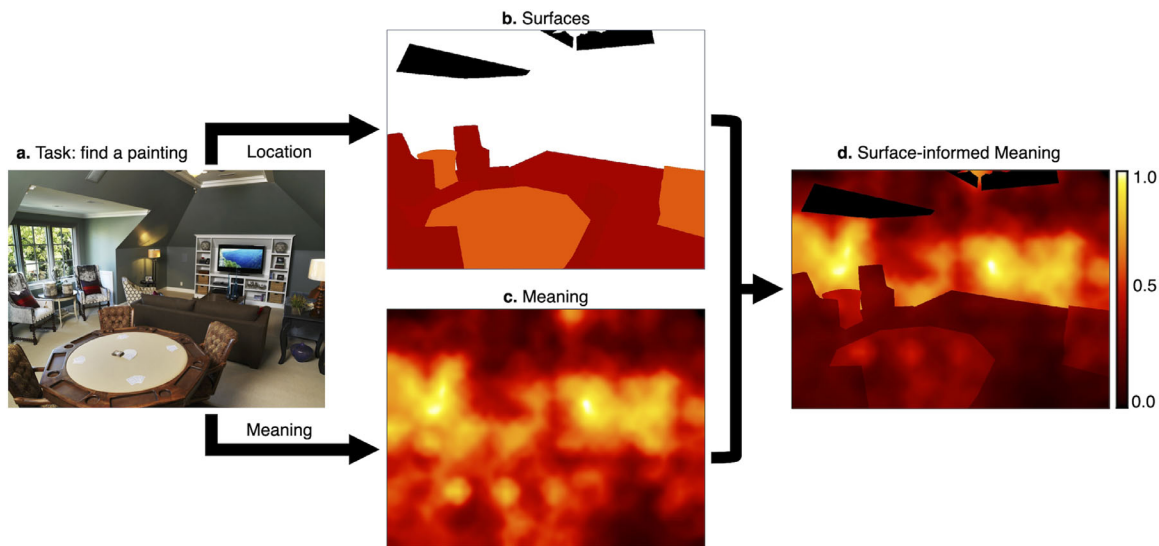 b. Surfaces
a. Task: find a painting
Location
d. Surface-informed Meaning
1.0
0.5
0.0
c. Meaning
Meaning